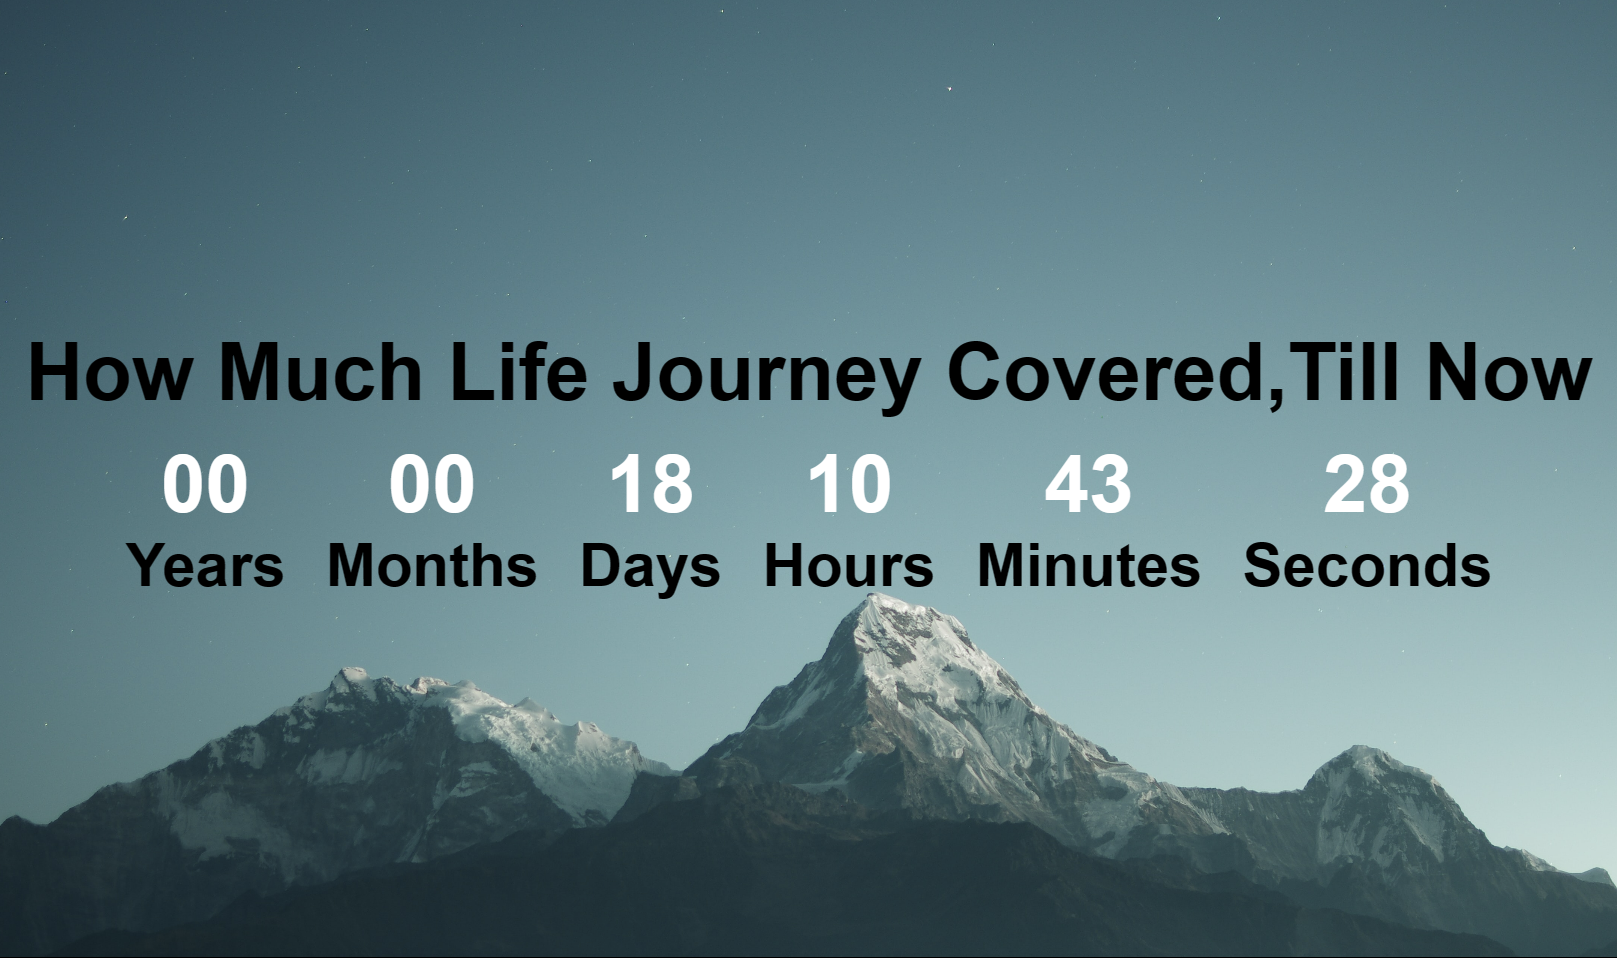 How Much Life Journey Covered,Till Now
00 00 18 10 43 28
Years Months Days Hours Minutes Seconds